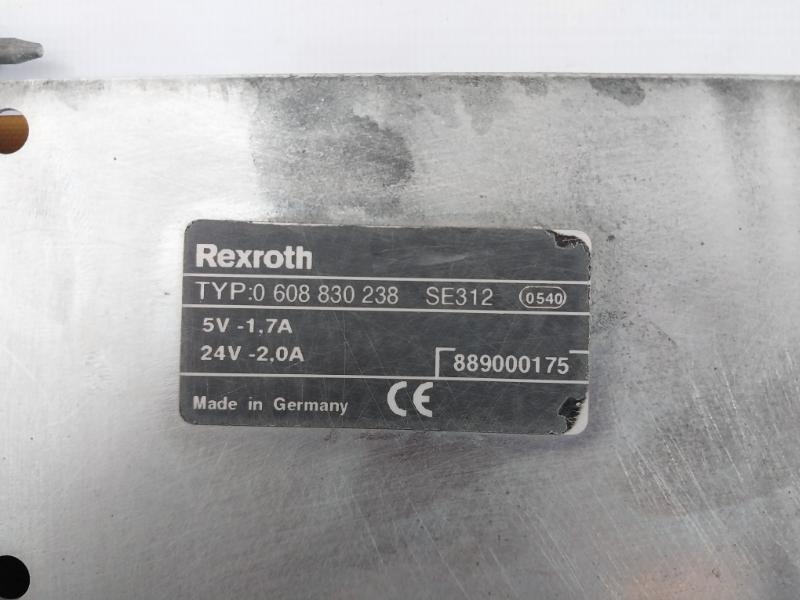 Rexroth
TYP:0 608 830 238 SE312 0540
5V -1,7A
24V -2,0A
889000175
Made in Germany CE